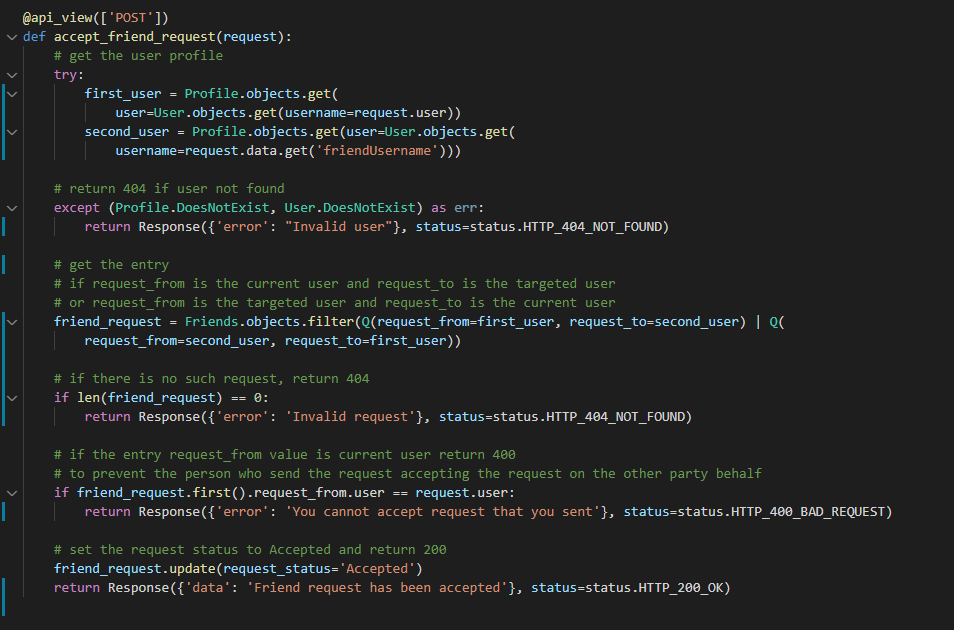 @api_view(['POST'])
def accept_friend_request(request):
    # get the user profile
    try:
        first_user = Profile.objects.get(
            user=User.objects.get(username=request.user))
        second_user = Profile.objects.get(user=User.objects.get(
            username=request.data.get('friendUsername')))

    # return 404 if user not found
    except (Profile.DoesNotExist, User.DoesNotExist) as err:
        return Response({'error': "Invalid user"}, status=status.HTTP_404_NOT_FOUND)

    # get the entry
    # if request_from is the current user and request_to is the targeted user
    # or request_from is the targeted user and request_to is the current user
    friend_request = Friends.objects.filter(Q(request_from=first_user, request_to=second_user) | Q(
        request_from=second_user, request_to=first_user))

    # if there is no such request, return 404
    if len(friend_request) == 0:
        return Response({'error': 'Invalid request'}, status=status.HTTP_404_NOT_FOUND)

    # if the entry request_from value is current user return 400
    # to prevent the person who send the request accepting the request on the other party behalf
    if friend_request.first().request_from.user == request.user:
        return Response({'error': 'You cannot accept request that you sent'}, status=status.HTTP_400_BAD_REQUEST)

    # set the request status to Accepted and return 200
    friend_request.update(request_status='Accepted')
    return Response({'data': 'Friend request has been accepted'}, status=status.HTTP_200_OK)